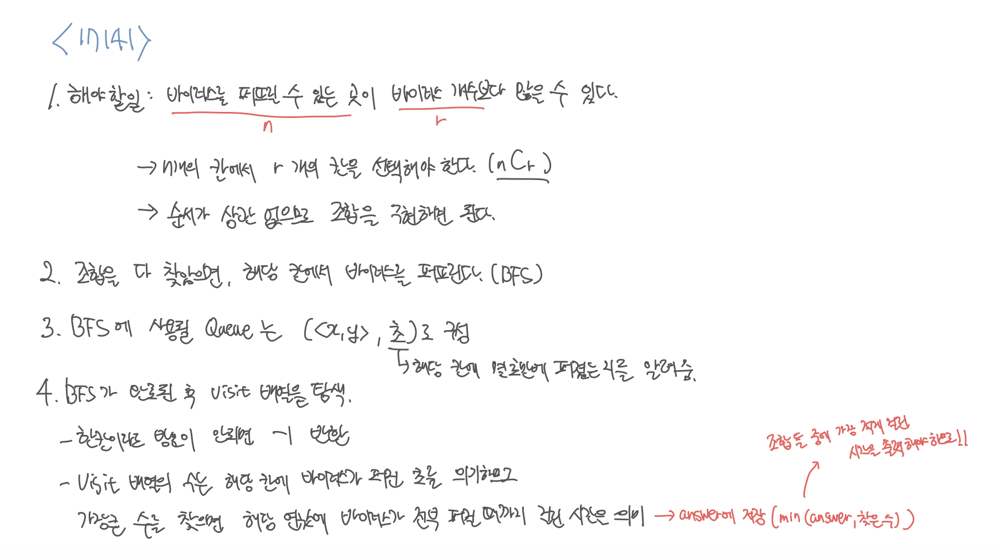 1. 해야할일: 바이러스를 퍼뜨릴 수 있는 곳이 바이러스 개수보다 많을 수 있다.
n r
→ n개의 칸에서 r 개의 칸을 선택해야 한다. (nCr)
→ 순서가 상관 없으므로 조합을 구현하면 된다.
2. 조합을 다 찾았으면, 해당 칸에서 바이러스를 퍼뜨린다. (BFS)
3. BFS에 사용될 Queue는 (<x,y>, 초)로 구성
↳ 해당 칸에 몇초만에 퍼졌는지를 알려줌.
4. BFS가 완료된 후 visit 배열을 탐색.
- 한칸이라도 방문이 안되면 -1 반환
조합들 중에 가장 적게 걸린
시간을 출력해야하므로!!
- Visit 배열의 수는 해당 칸에 바이러스가 퍼진 초를 의미하므로
가장큰 수를 찾으면 해당 연구소에 바이러스가 전부 퍼질 때까지 걸린 시간을 의미 → answer에 저장 (min(answer, 찾은 수))